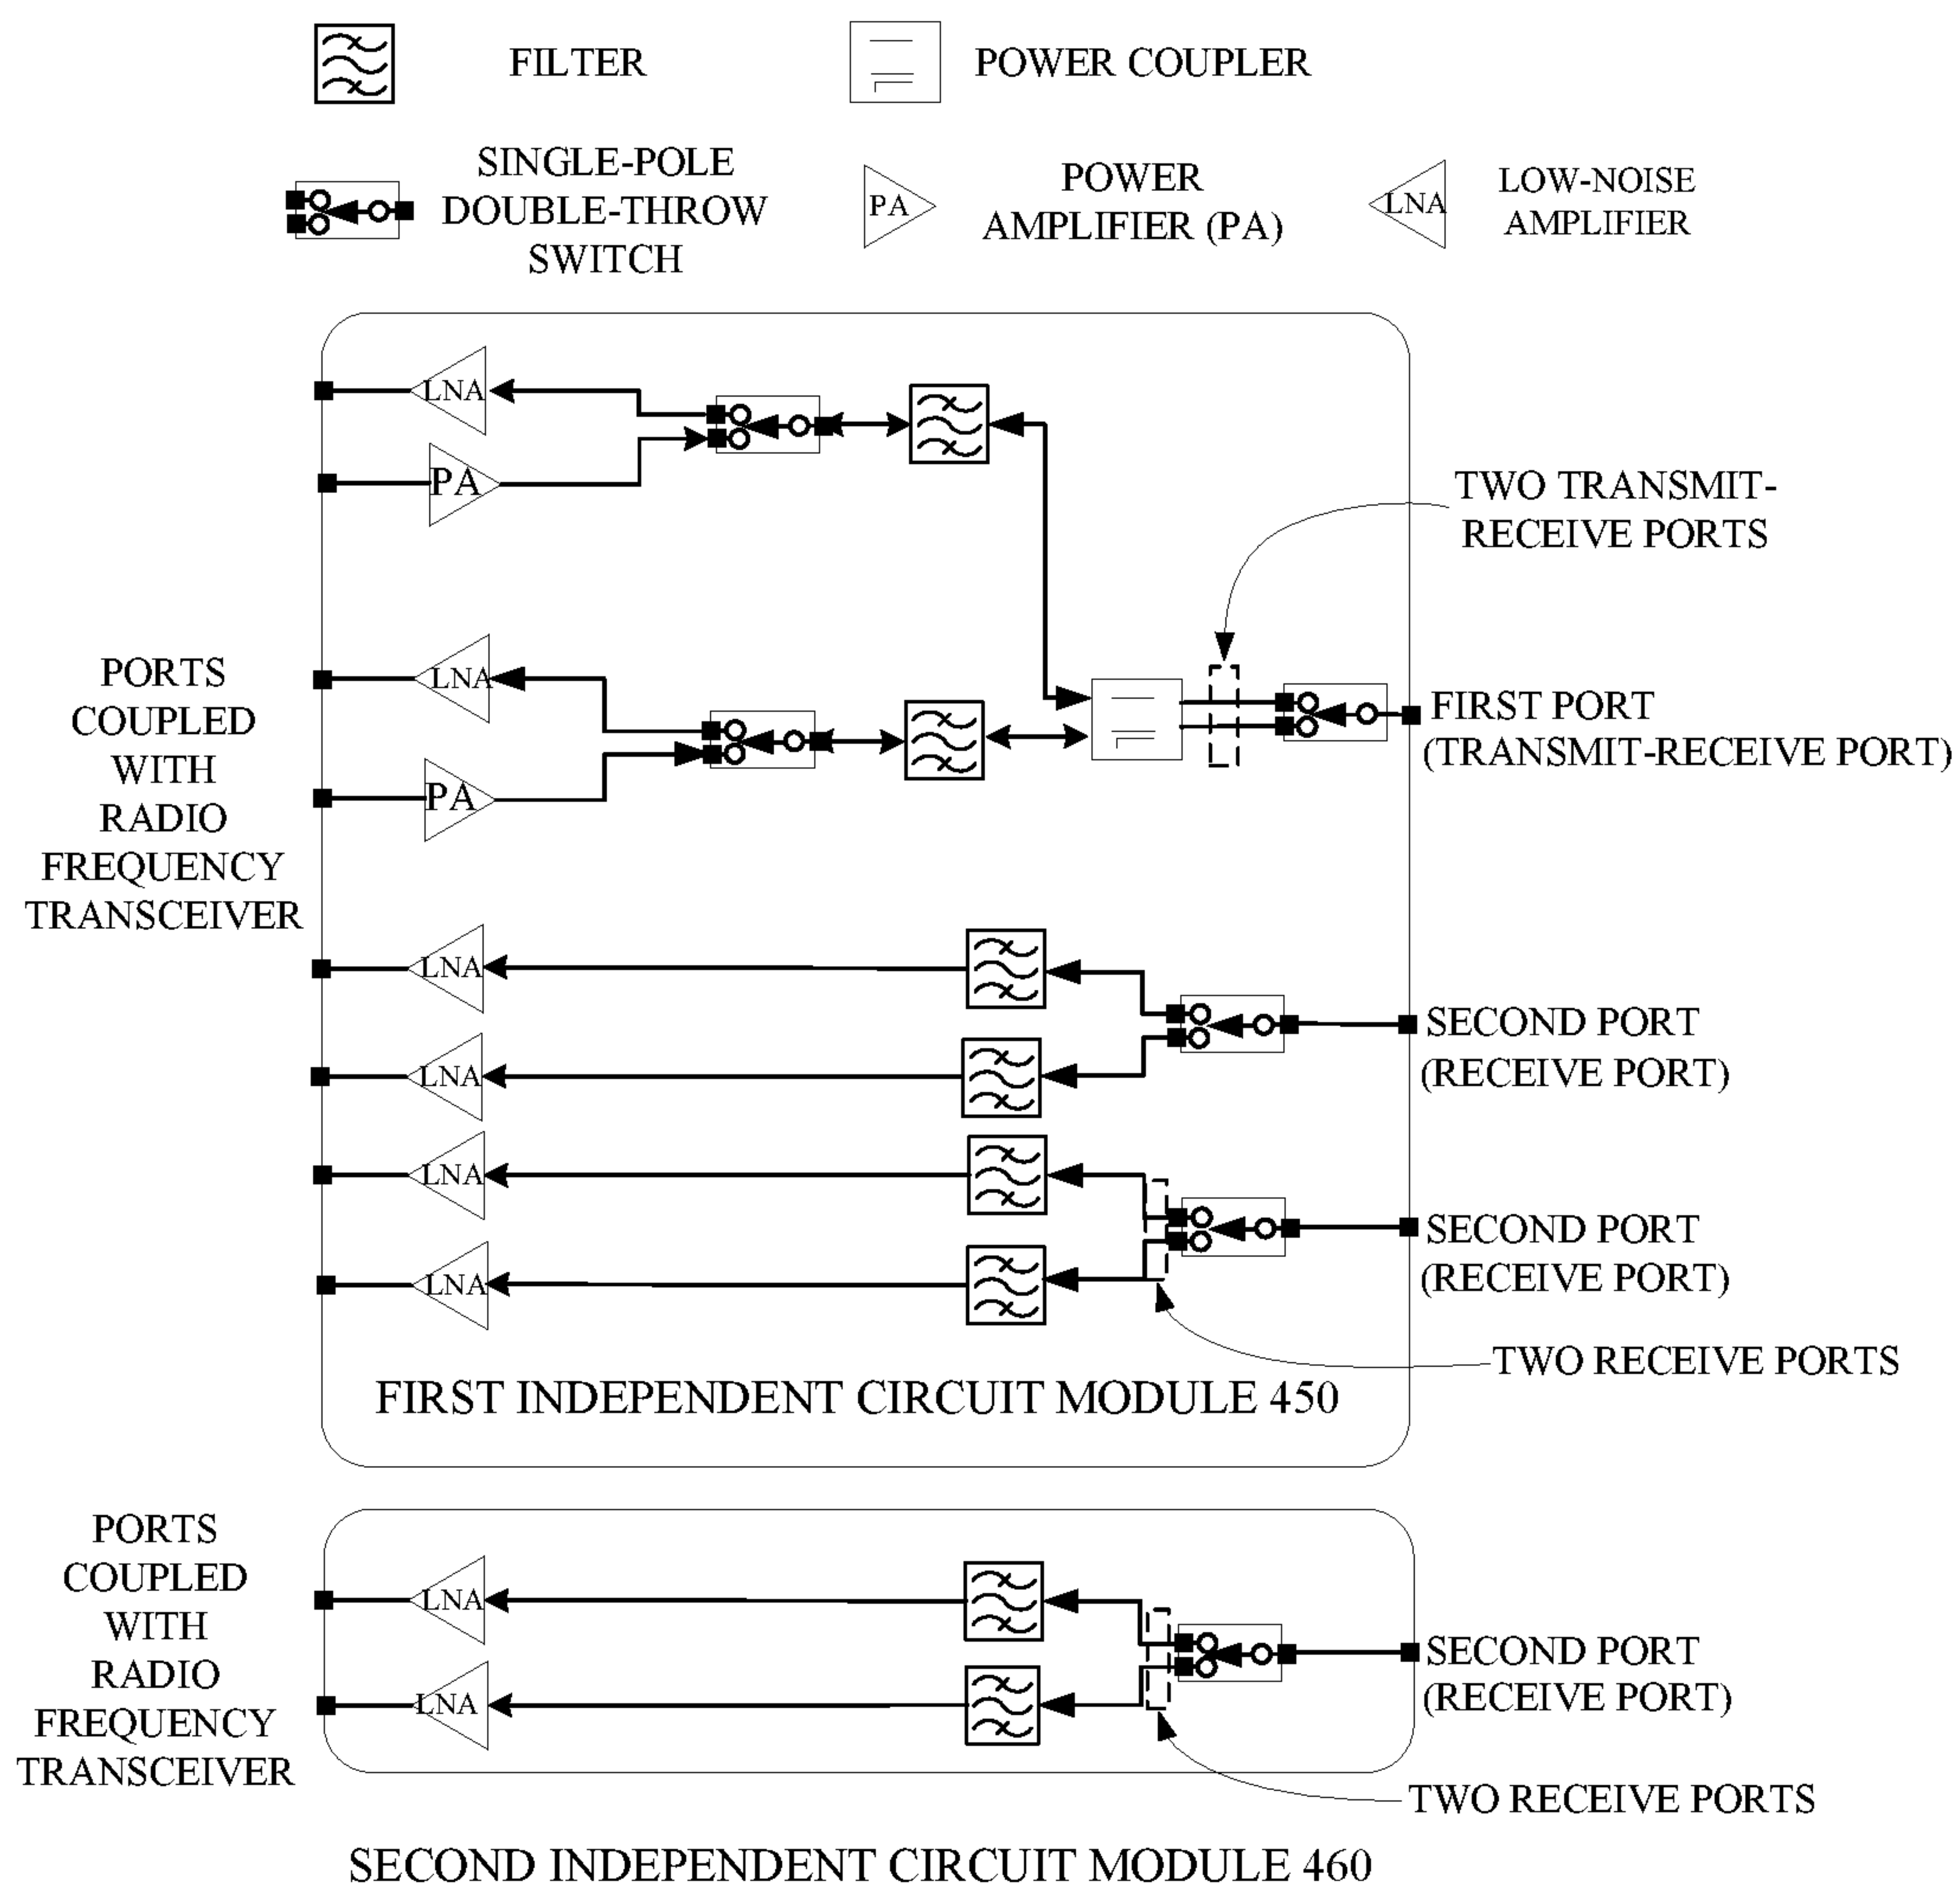 FILTER
POWER COUPLER
SINGLE-POLE
DOUBLE-THROW
SWITCH
PA
POWER
AMPLIFIER (PA)
LNA
LOW-NOISE
AMPLIFIER
LNA
PA
TWO TRANSMIT-
RECEIVE PORTS
PORTS
COUPLED
WITH
RADIO
FREQUENCY
TRANSCEIVER
LNA
PA
FIRST PORT
(TRANSMIT-RECEIVE PORT)
LNA
LNA
SECOND PORT
(RECEIVE PORT)
LNA
LNA
SECOND PORT
(RECEIVE PORT)
TWO RECEIVE PORTS
FIRST INDEPENDENT CIRCUIT MODULE 450
PORTS
COUPLED
WITH
RADIO
FREQUENCY
TRANSCEIVER
LNA
LNA
SECOND PORT
(RECEIVE PORT)
TWO RECEIVE PORTS
SECOND INDEPENDENT CIRCUIT MODULE 460